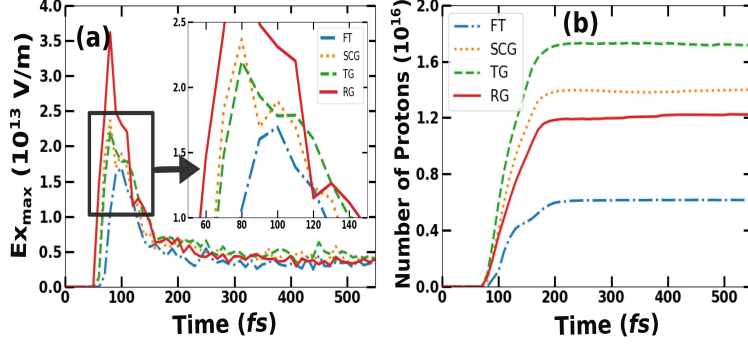 (a)
Ex_max (10^13 V/m)
4.0
3.5
3.0
2.5
2.0
1.5
1.0
0.5
0.0
0 100 200 300 400 500
Time (fs)
2.5
2.0
1.5
1.0
60 80 100 120 140
FT
SCG
TG
RG
(b)
Number of Protons (10^16)
2.0
1.6
1.2
0.8
0.4
0.0
0 100 200 300 400 500
Time (fs)
FT
SCG
TG
RG